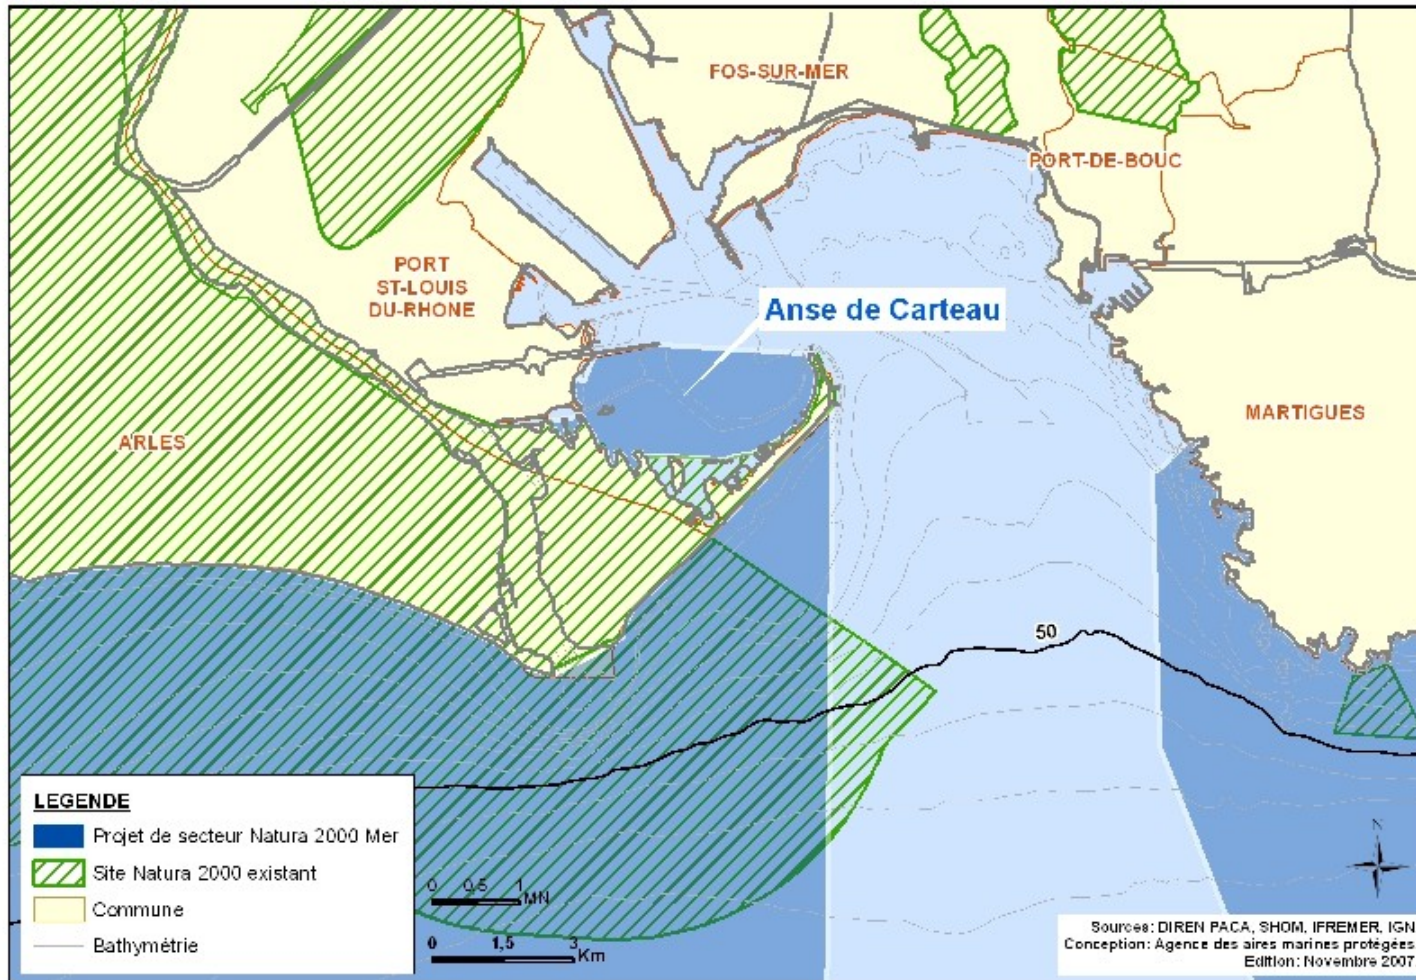 FOS-SUR-MER
PORT-DE-BOUC
PORT
ST-LOUIS
DU-RHONE
Anse de Carteau
MARTIGUES
ARLES
50
LEGENDE
Projet de secteur Natura 2000 Mer
Site Natura 2000 existant
Commune
Bathymétrie
0 0,5 1
MN
0 1,5 3
Km
N
Sources: DIREN PACA, SHOM, IFREMER, IGN
Conception: Agence des aires marines protégées
Edition: Novembre 2007